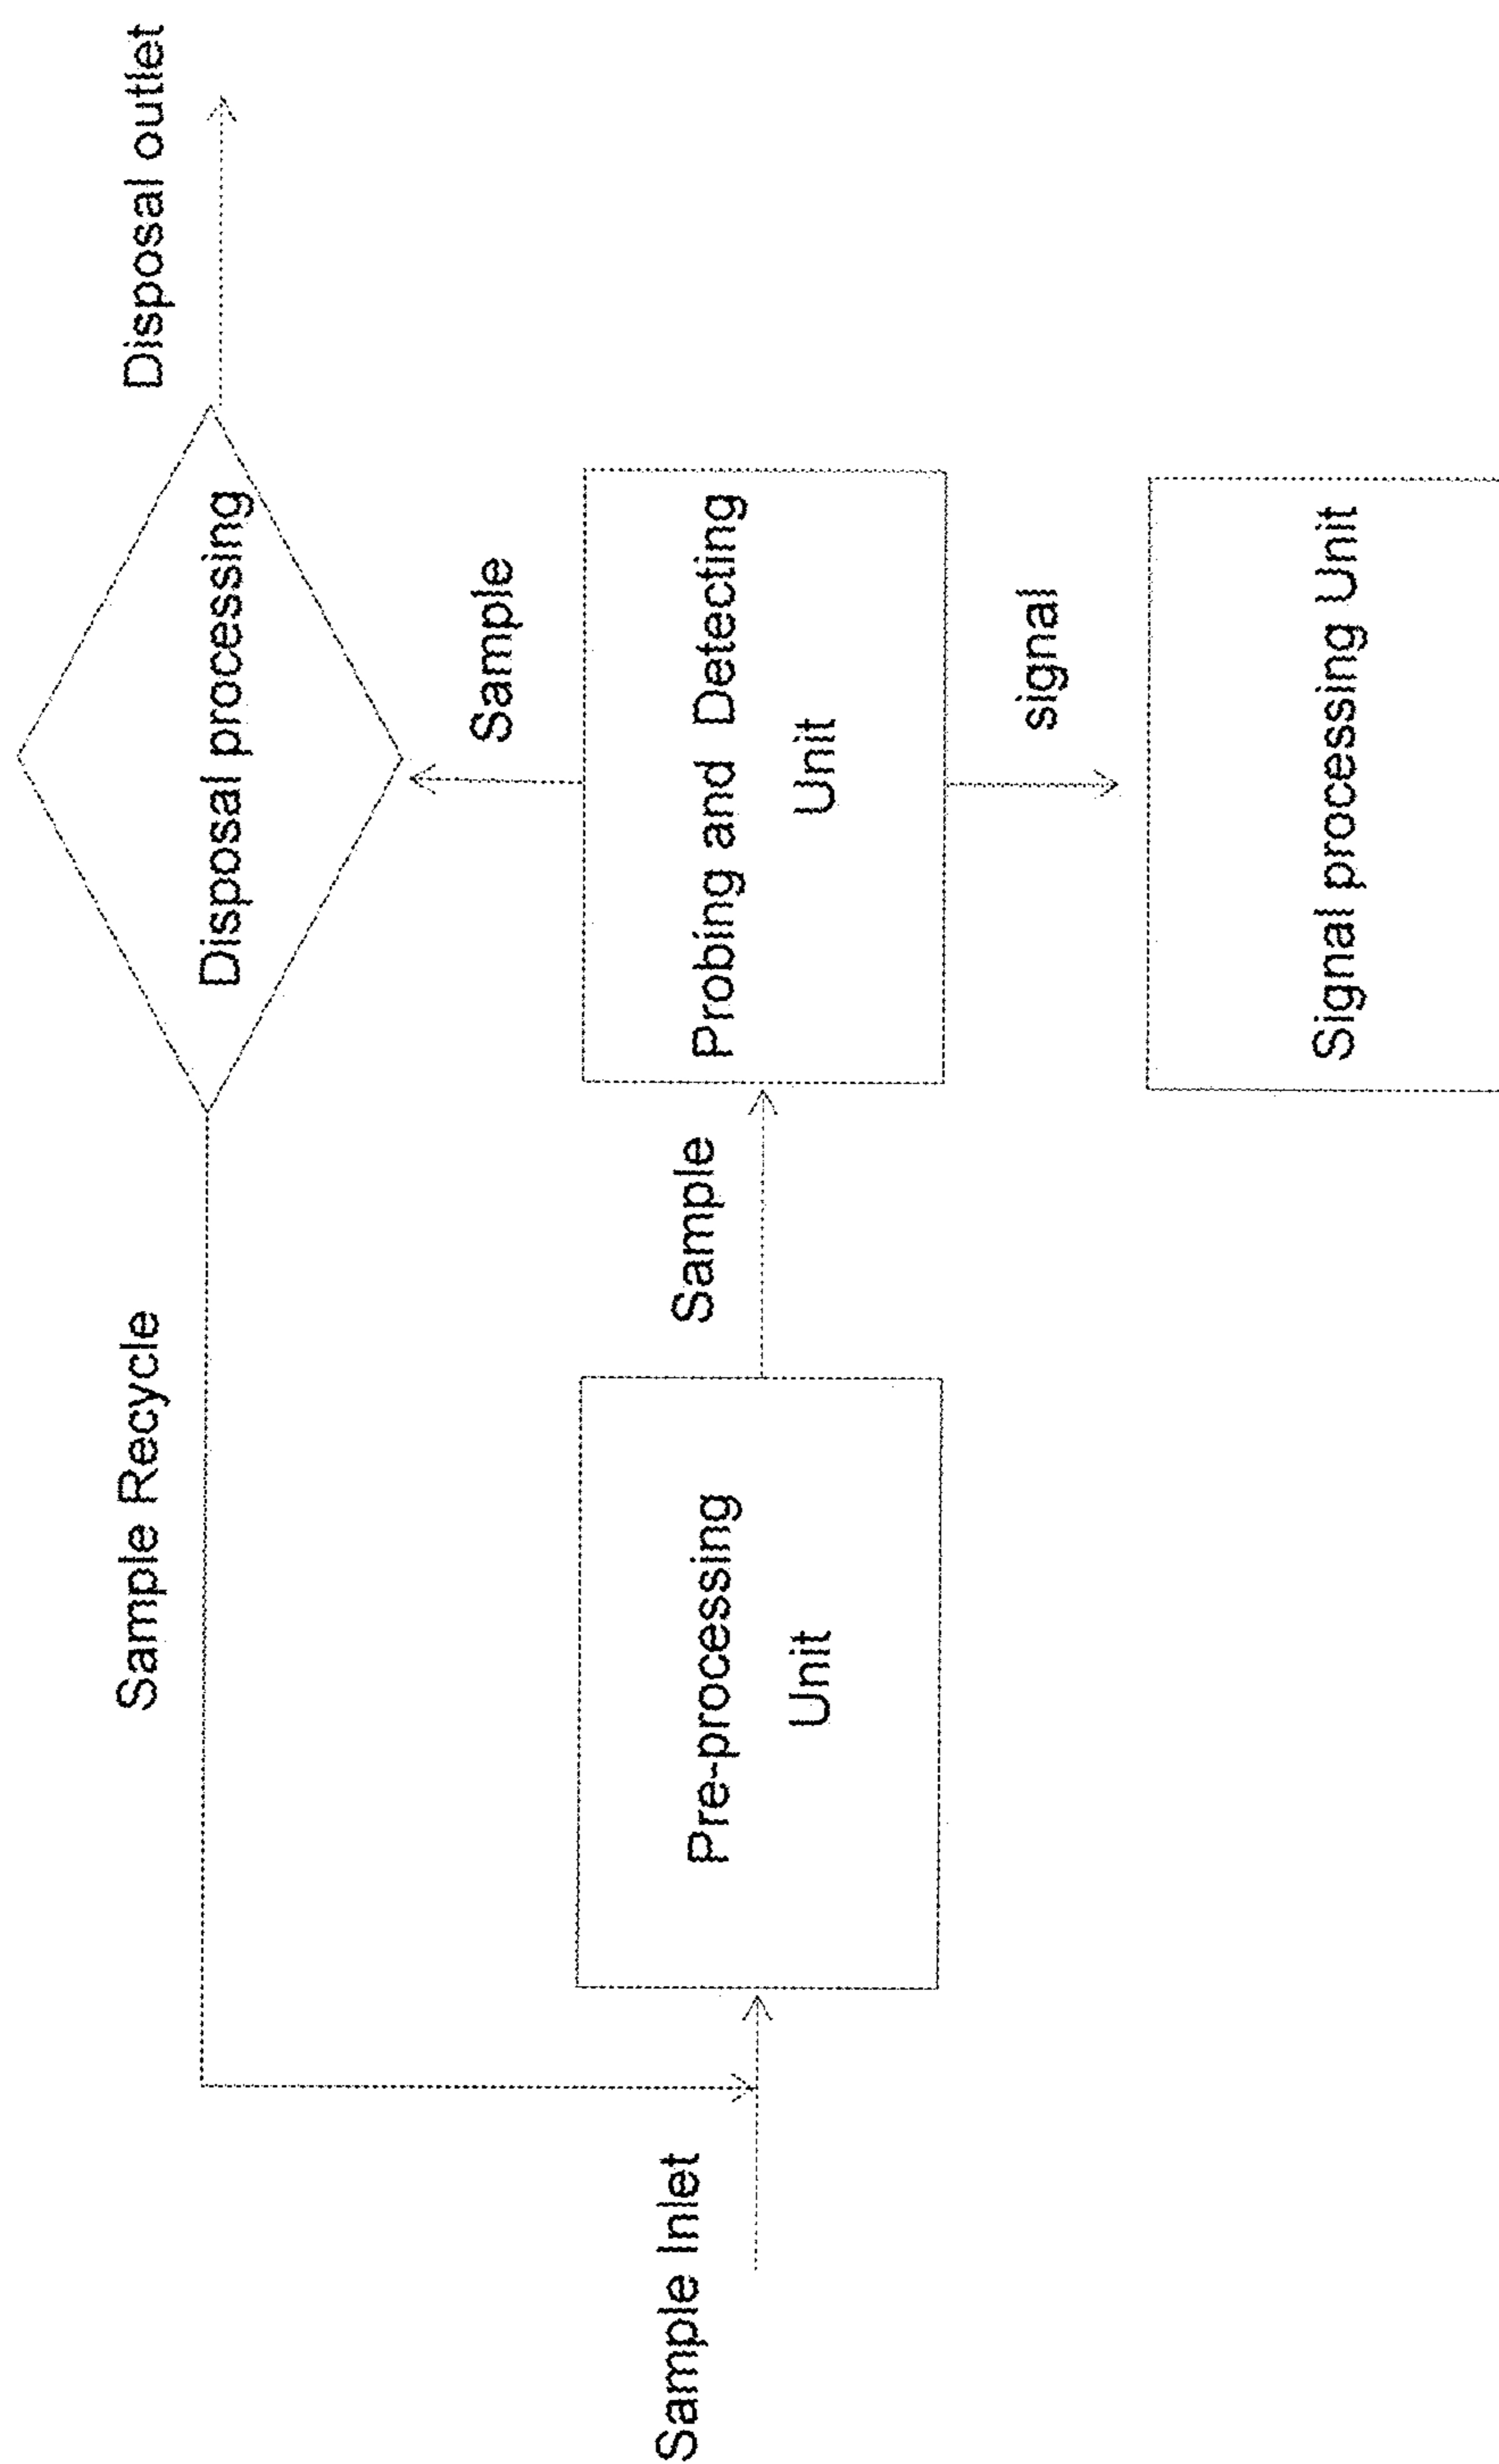 Disposal outlet
Sample Recycle
Disposal processing
Sample
Sample Inlet
Pre-processing
Unit
Sample
Probing and Detecting
Unit
signal
Signal processing Unit